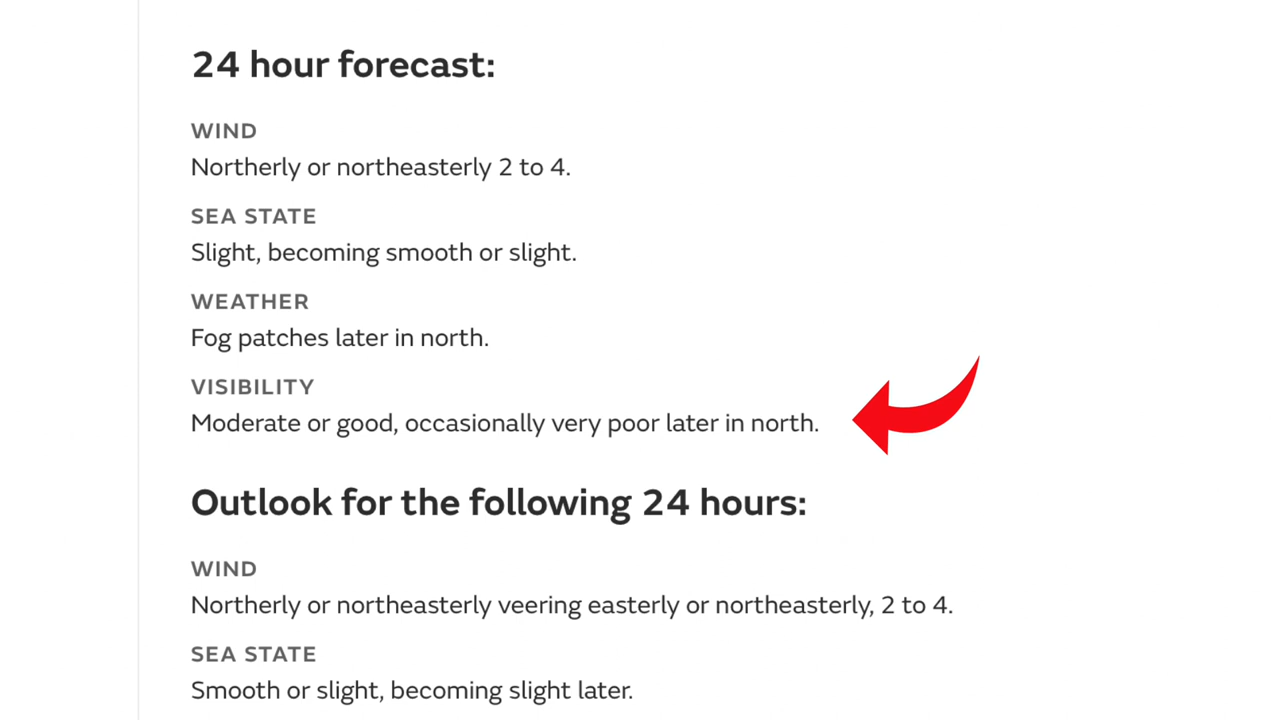 24 hour forecast:
WIND
Northerly or northeasterly 2 to 4.
SEA STATE
Slight, becoming smooth or slight.
WEATHER
Fog patches later in north.
VISIBILITY
Moderate or good, occasionally very poor later in north.
Outlook for the following 24 hours:
WIND
Northerly or northeasterly veering easterly or northeasterly, 2 to 4.
SEA STATE
Smooth or slight, becoming slight later.